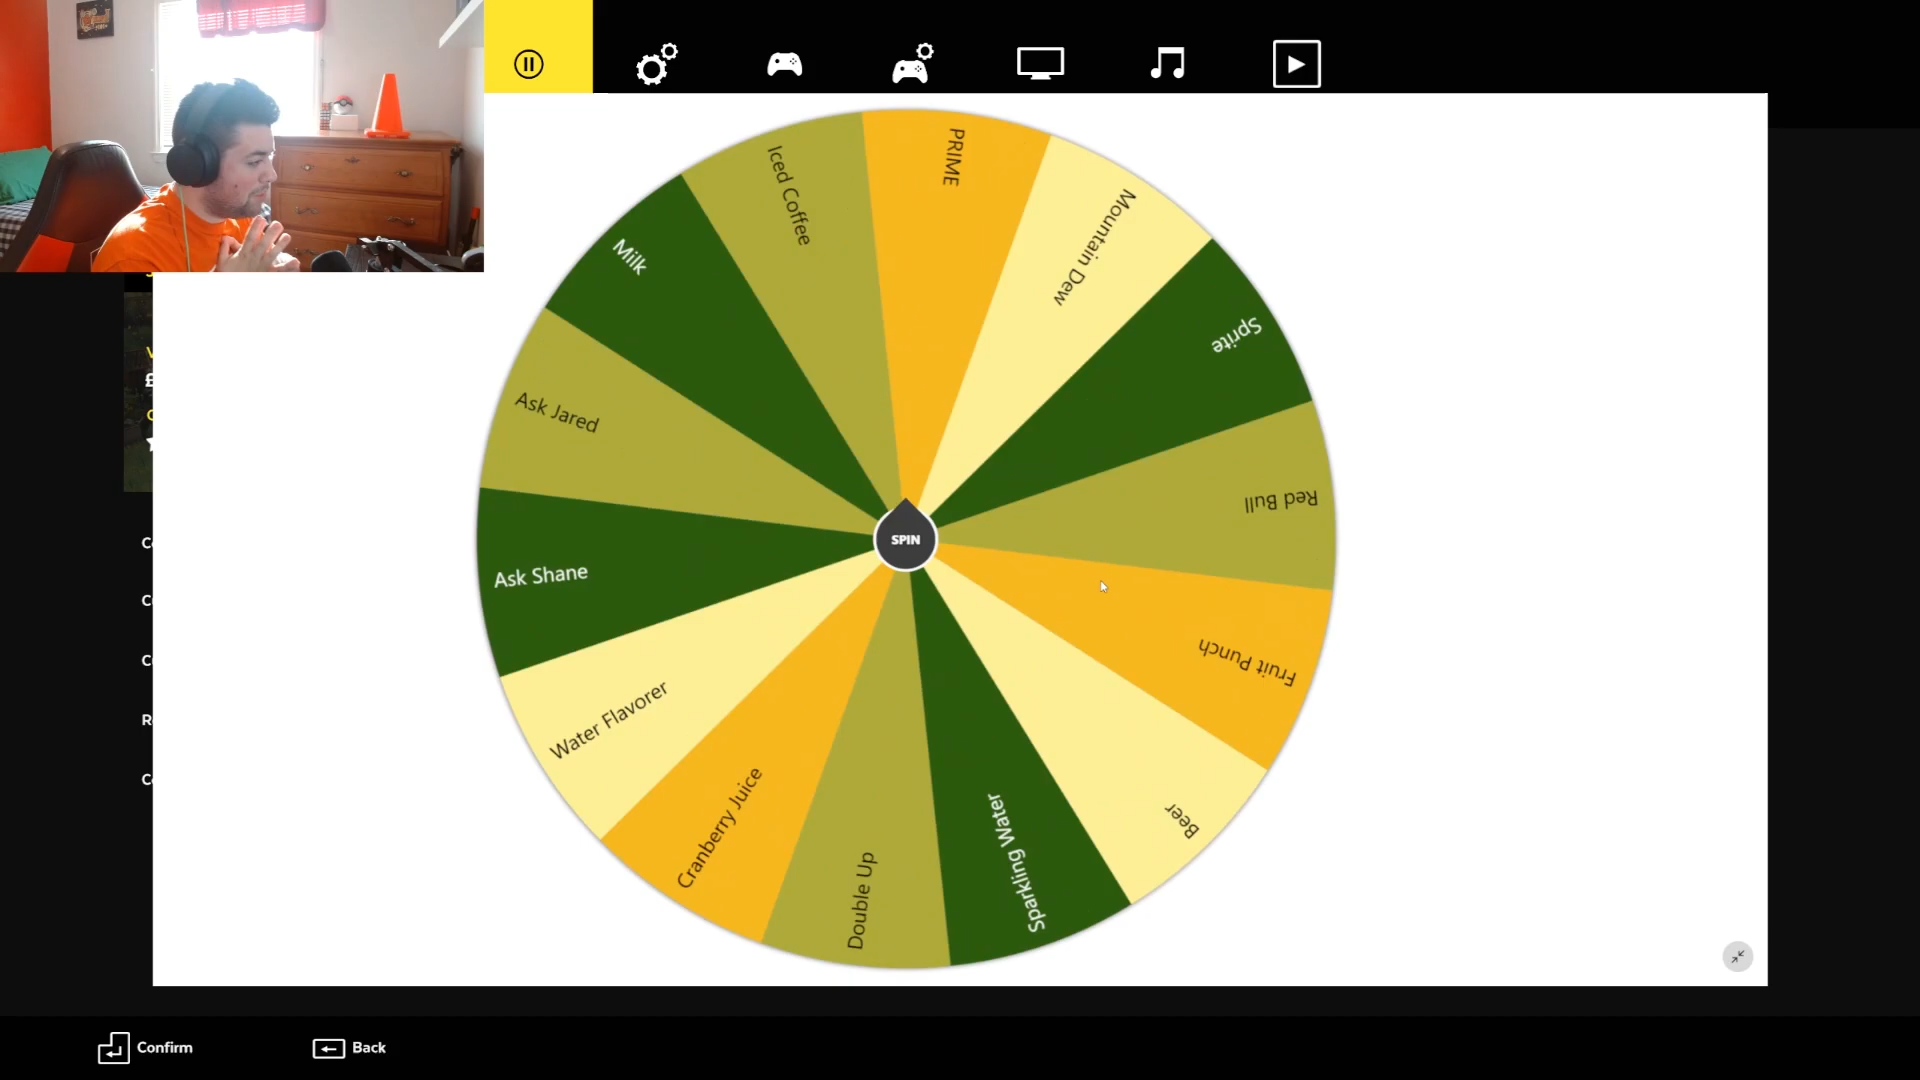 PRIME
Mountain Dew
Sprite
Red Bull
Fruit Punch
Beer
Sparkling Water
Double Up
Cranberry Juice
Water Flavorer
Ask Shane
Ask Jared
Milk
Iced Coffee
SPIN
Confirm
Back